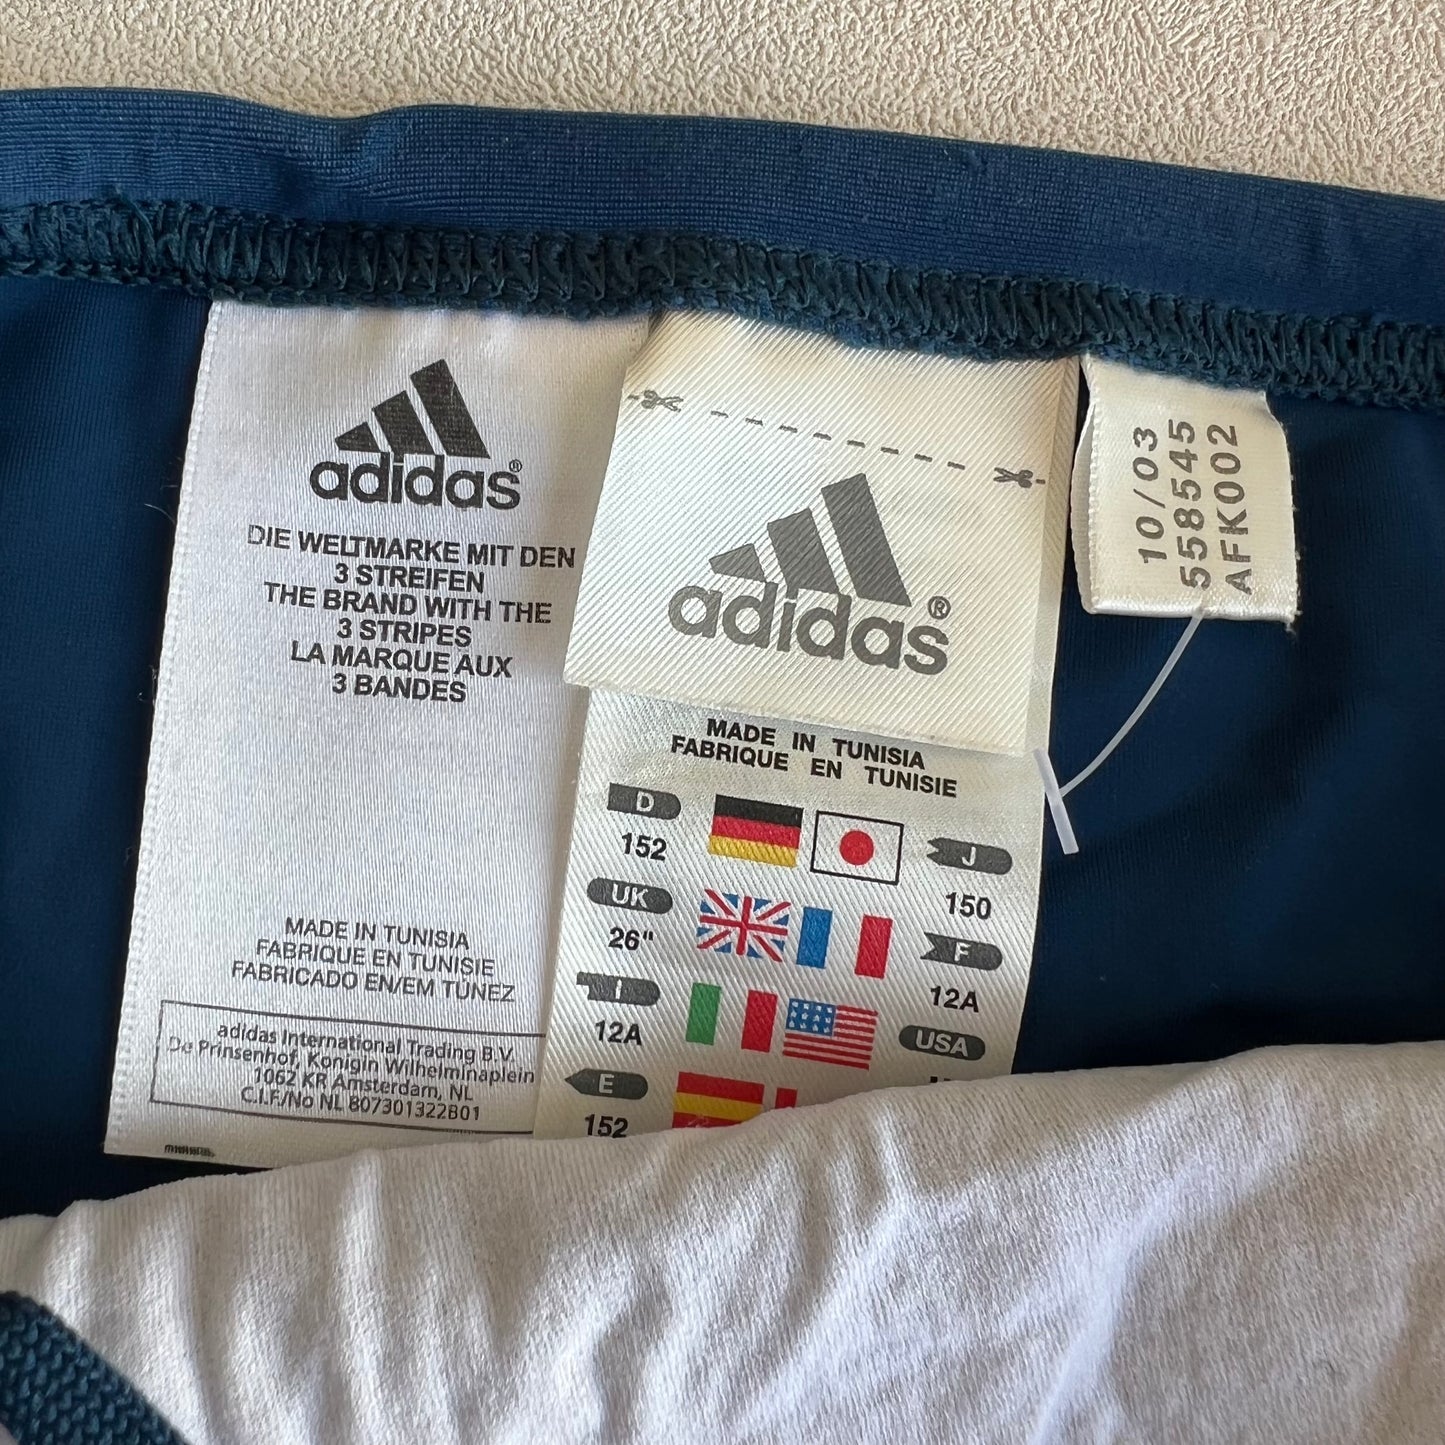 adidas®
DIE WELTMARKE MIT DEN
3 STREIFEN
THE BRAND WITH THE
3 STRIPES
LA MARQUE AUX
3 BANDES
MADE IN TUNISIA
FABRIQUE EN TUNISIE
FABRICADO EN/EM TÚNEZ
adidas International Trading B.V.
De Prinsenhof, Konigin Wilhelminaplein
1062 KR Amsterdam, NL
C.I.F./No NL 807301322B01
adidas®
MADE IN TUNISIA
FABRIQUE EN TUNISIE
D
152
J
150
UK
26"
F
12A
I
12A
USA
E
152
10/03
558545
AFK002